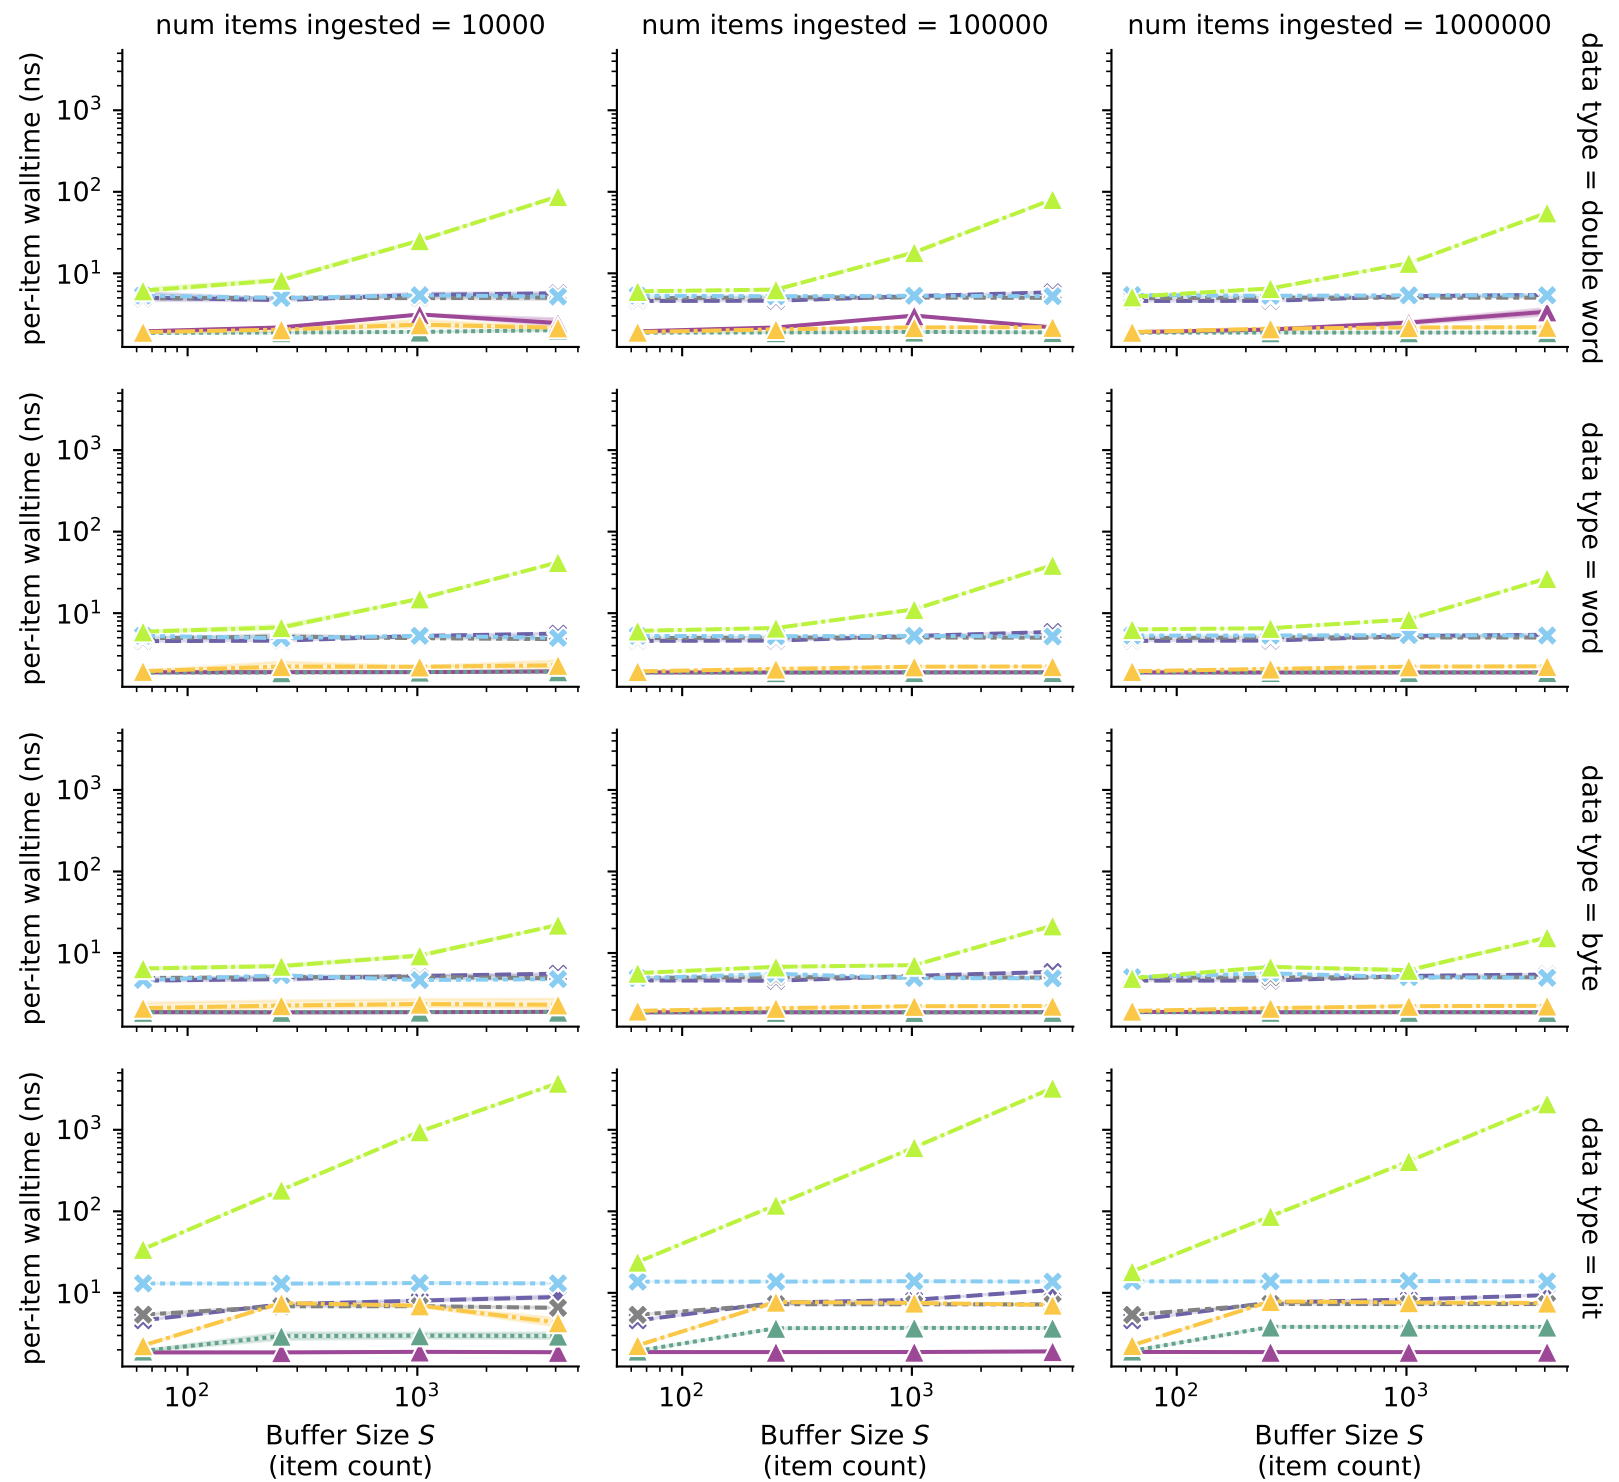 num items ingested = 10000
num items ingested = 100000
num items ingested = 1000000
per-item walltime (ns)
10³
10²
10¹
data type = double word
per-item walltime (ns)
10³
10²
10¹
data type = word
per-item walltime (ns)
10³
10²
10¹
data type = byte
per-item walltime (ns)
10³
10²
10¹
data type = bit
10² 10³
10² 10³
10² 10³
Buffer Size S
(item count)
Buffer Size S
(item count)
Buffer Size S
(item count)